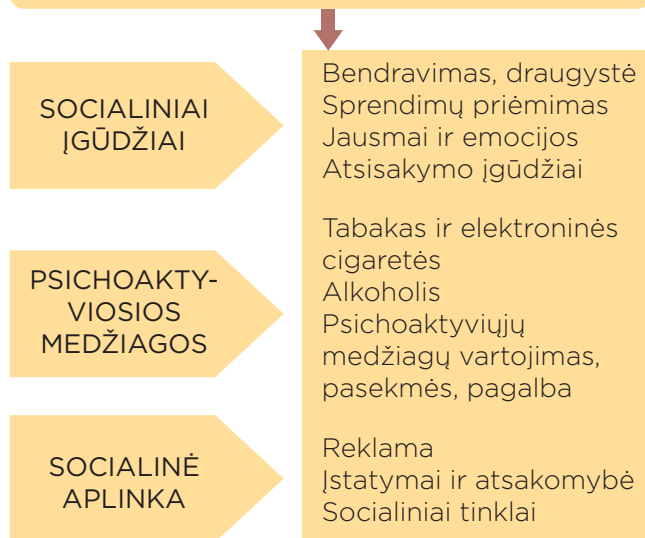 SOCIALINIAI
ĮGŪDŽIAI
Bendravimas, draugystė
Sprendimų priėmimas
Jausmai ir emocijos
Atsisakymo įgūdžiai
PSICHOAKTY-
VIOSIOS
MEDŽIAGOS
Tabakas ir elektroninės
cigaretės
Alkoholis
Psichoaktyviųjų
medžiagų vartojimas,
pasekmės, pagalba
SOCIALINĖ
APLINKA
Reklama
Įstatymai ir atsakomybė
Socialiniai tinklai